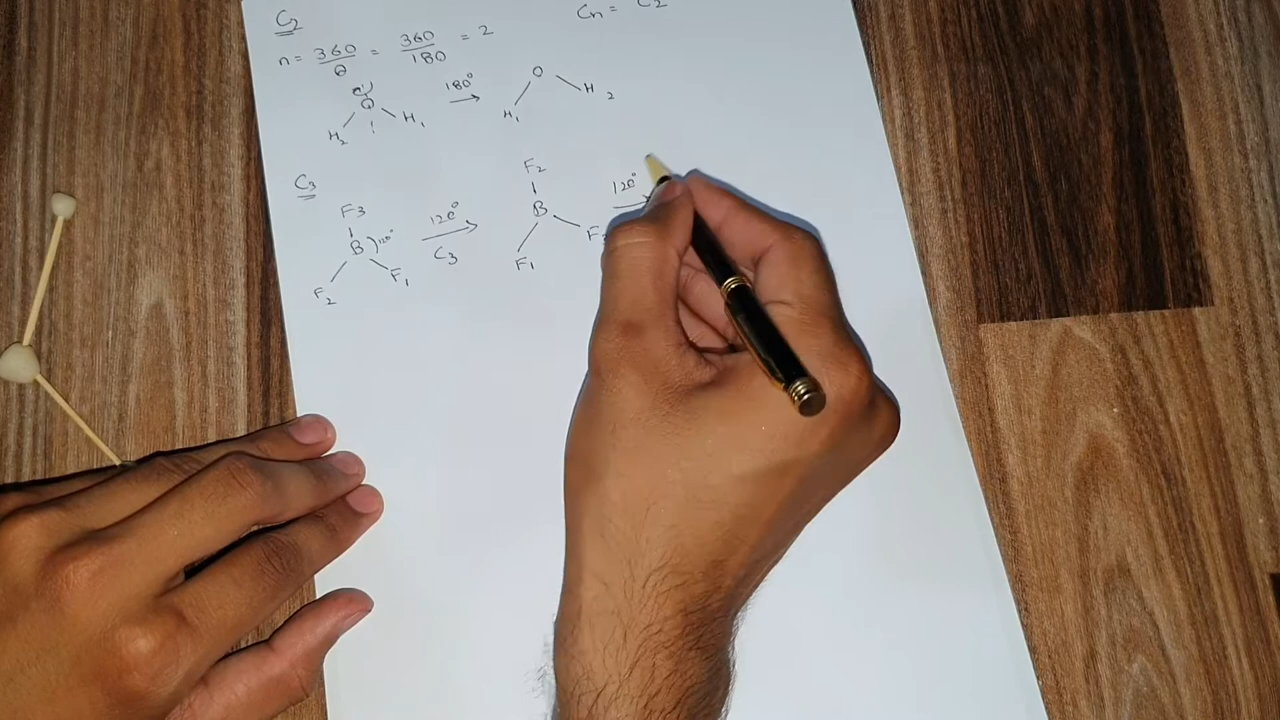 C2
Cn = C2
n = 360/θ = 360/180 = 2
O H2 H1 180° → O H1 H2
C3
F3 B 120° F2 F1 120° → C3 F2 B F1 120° →